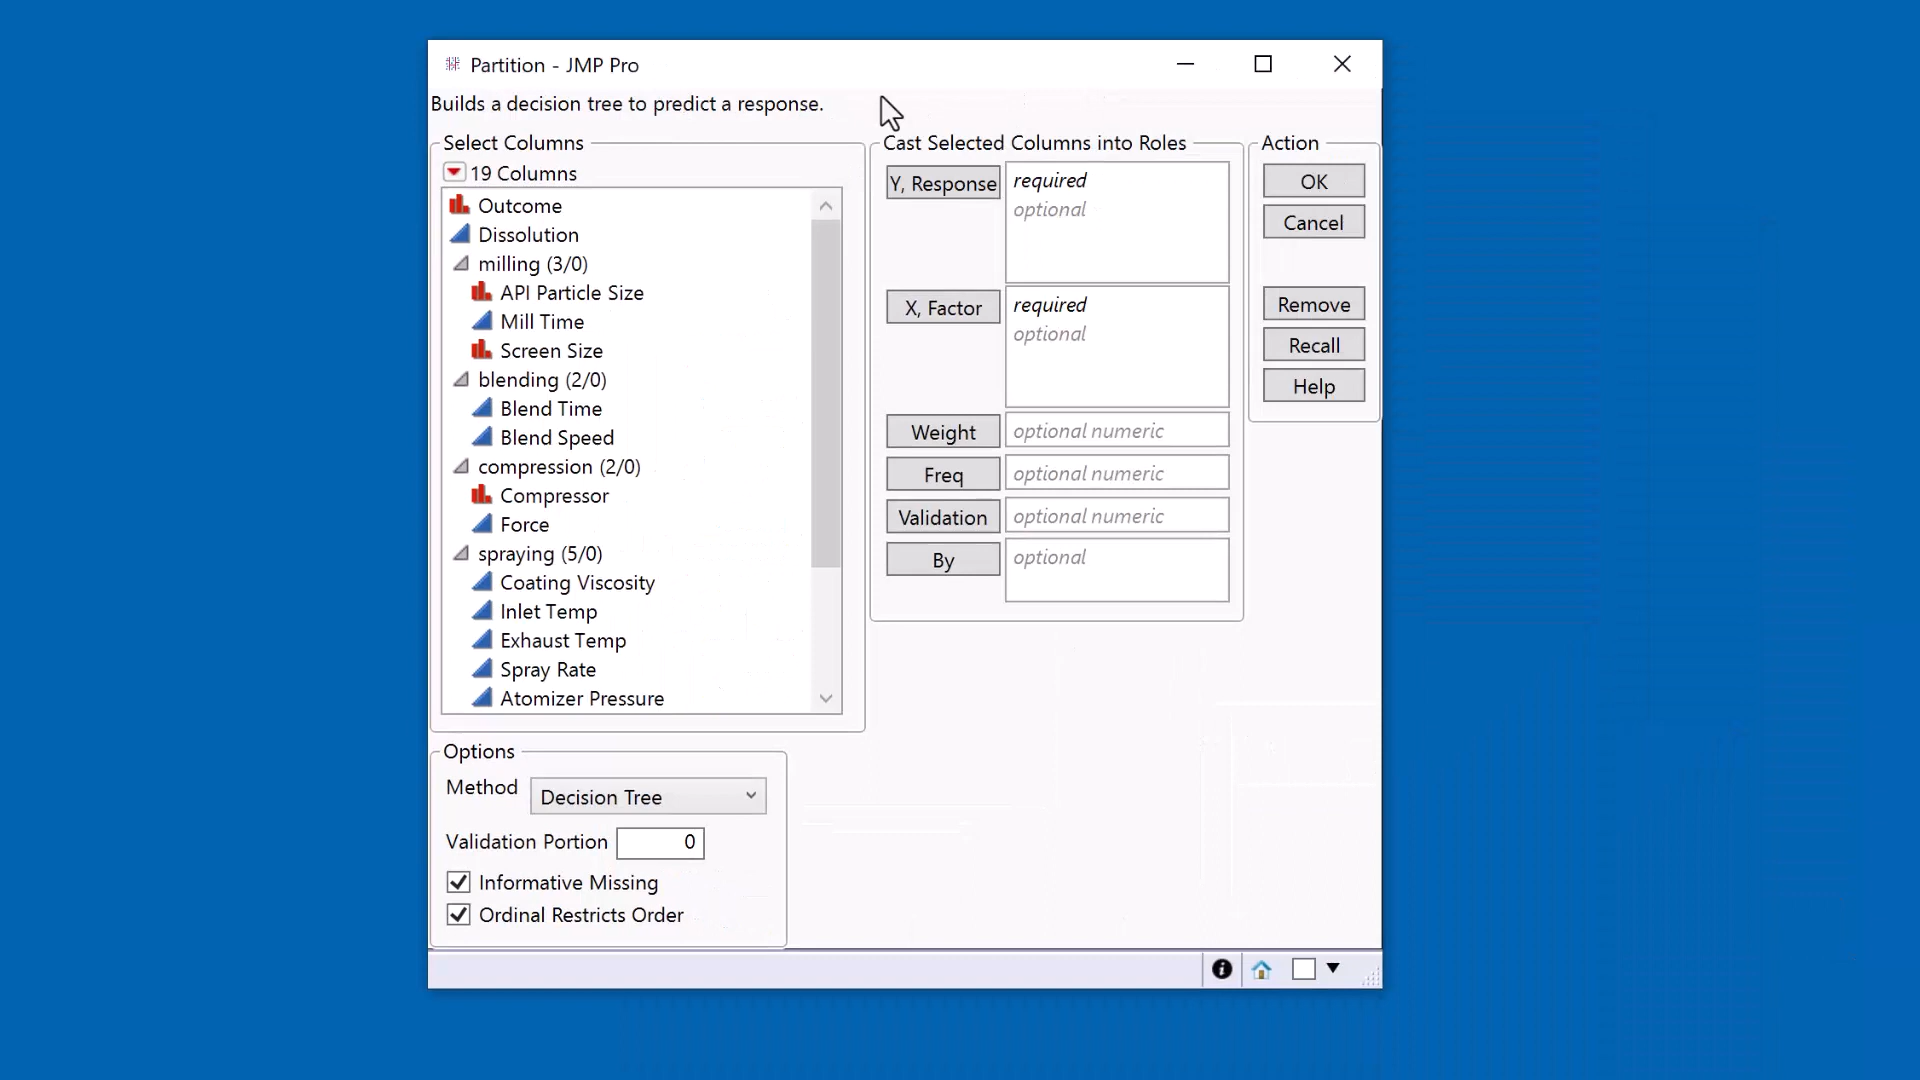 Partition - JMP Pro
Builds a decision tree to predict a response.
Select Columns
19 Columns
Outcome
Dissolution
milling (3/0)
API Particle Size
Mill Time
Screen Size
blending (2/0)
Blend Time
Blend Speed
compression (2/0)
Compressor
Force
spraying (5/0)
Coating Viscosity
Inlet Temp
Exhaust Temp
Spray Rate
Atomizer Pressure
Cast Selected Columns into Roles
Y, Response
required
optional
X, Factor
required
optional
Weight
optional numeric
Freq
optional numeric
Validation
optional numeric
By
optional
Action
OK
Cancel
Remove
Recall
Help
Options
Method
Decision Tree
Validation Portion
0
Informative Missing
Ordinal Restricts Order